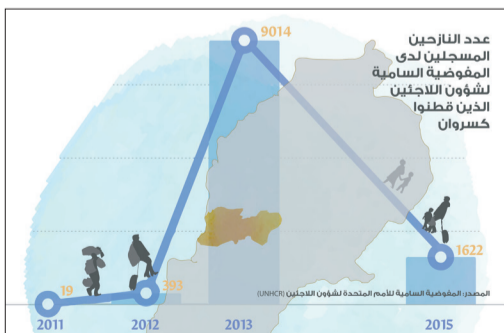 عدد النازحين
المسجلين لدى
المفوضية السامية
لشؤون اللاجئين
الذين قطنوا
كسروان
9014
1622
393
19
المصدر: المفوضية السامية للأمم المتحدة لشؤون اللاجئين (UNHCR)
2011
2012
2013
2015